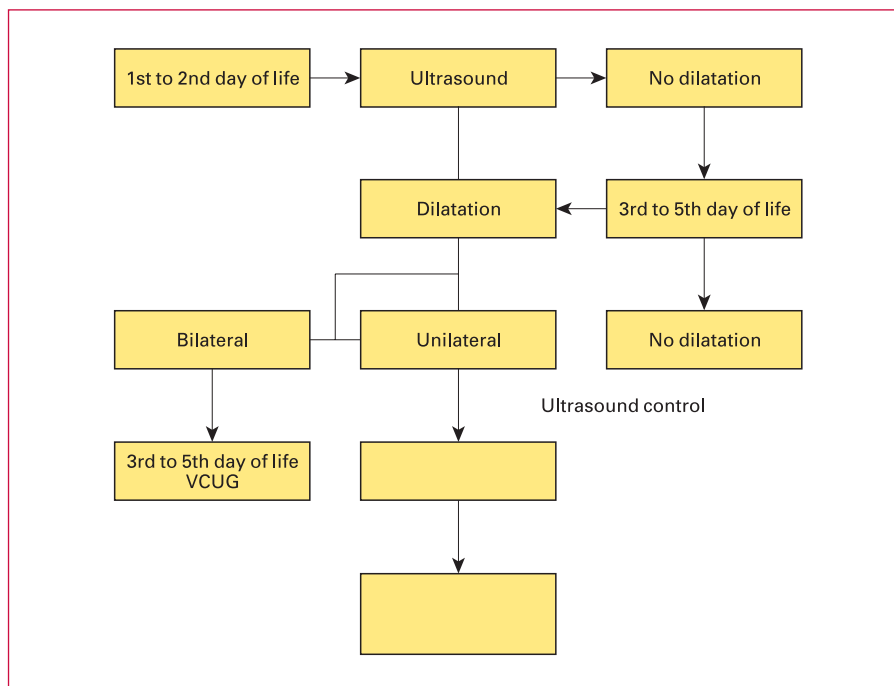 1st to 2nd day of life
Ultrasound
No dilatation
Dilatation
3rd to 5th day of life
Bilateral
Unilateral
No dilatation
Ultrasound control
3rd to 5th day of life
VCUG